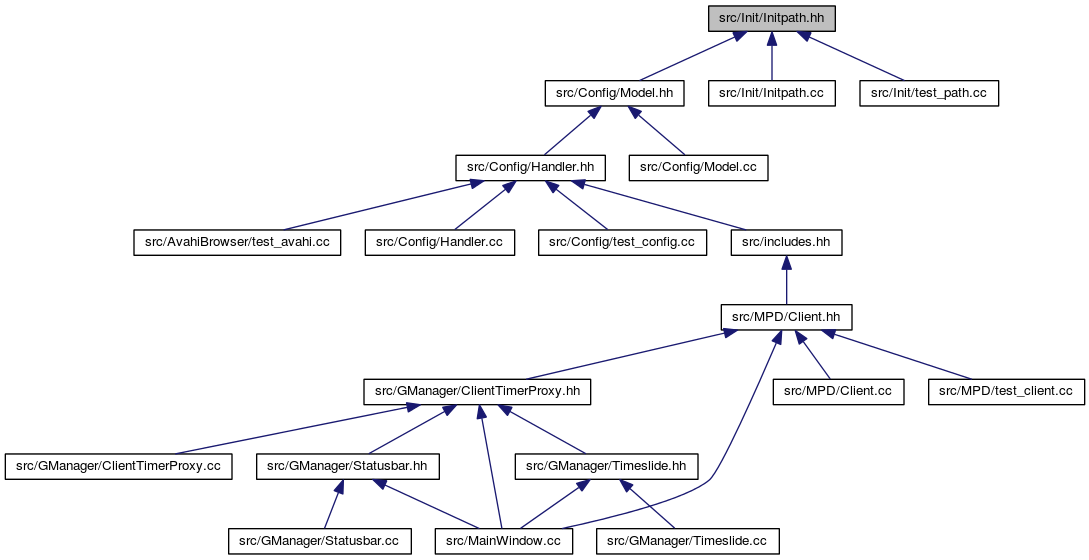 src/Init/Initpath.hh
src/Config/Model.hh
src/Init/Initpath.cc
src/Init/test_path.cc
src/Config/Handler.hh
src/Config/Model.cc
src/AvahiBrowser/test_avahi.cc
src/Config/Handler.cc
src/Config/test_config.cc
src/includes.hh
src/MPD/Client.hh
src/GManager/ClientTimerProxy.hh
src/MPD/Client.cc
src/MPD/test_client.cc
src/GManager/ClientTimerProxy.cc
src/GManager/Statusbar.hh
src/GManager/Timeslide.hh
src/GManager/Statusbar.cc
src/MainWindow.cc
src/GManager/Timeslide.cc